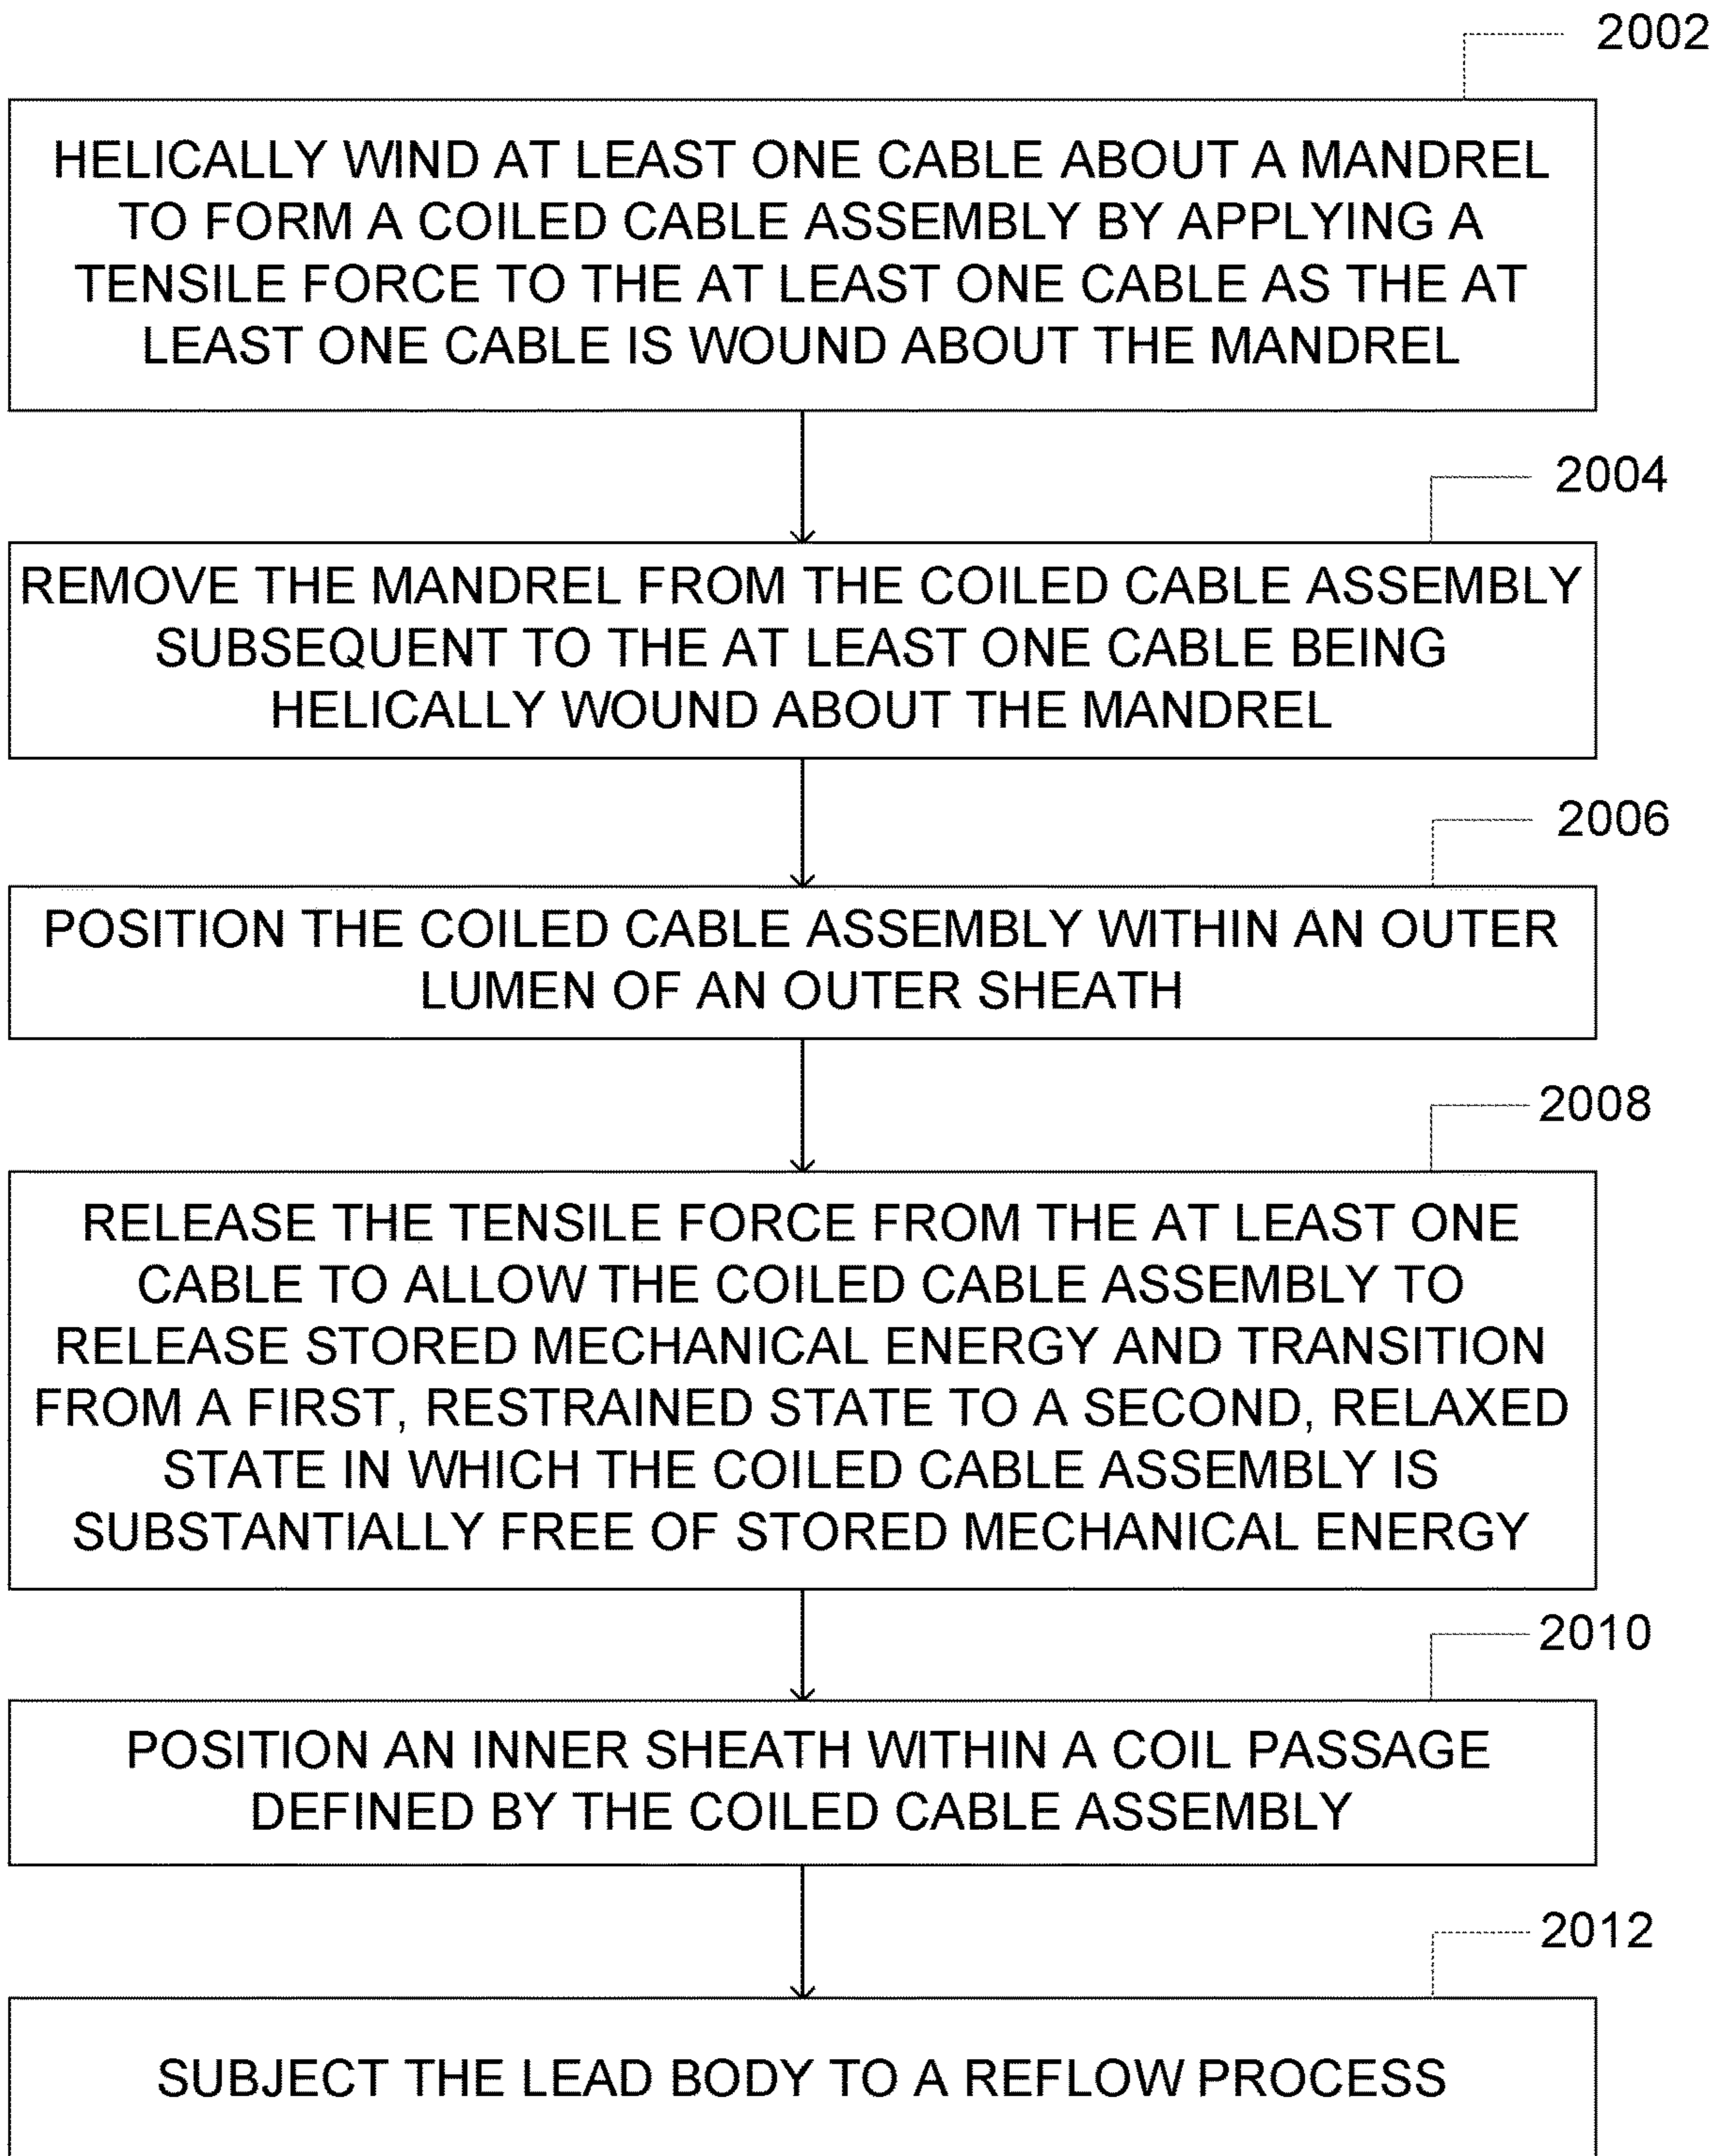 2002
HELICALLY WIND AT LEAST ONE CABLE ABOUT A MANDREL
TO FORM A COILED CABLE ASSEMBLY BY APPLYING A
TENSILE FORCE TO THE AT LEAST ONE CABLE AS THE AT
LEAST ONE CABLE IS WOUND ABOUT THE MANDREL
2004
REMOVE THE MANDREL FROM THE COILED CABLE ASSEMBLY
SUBSEQUENT TO THE AT LEAST ONE CABLE BEING
HELICALLY WOUND ABOUT THE MANDREL
2006
POSITION THE COILED CABLE ASSEMBLY WITHIN AN OUTER
LUMEN OF AN OUTER SHEATH
2008
RELEASE THE TENSILE FORCE FROM THE AT LEAST ONE
CABLE TO ALLOW THE COILED CABLE ASSEMBLY TO
RELEASE STORED MECHANICAL ENERGY AND TRANSITION
FROM A FIRST, RESTRAINED STATE TO A SECOND, RELAXED
STATE IN WHICH THE COILED CABLE ASSEMBLY IS
SUBSTANTIALLY FREE OF STORED MECHANICAL ENERGY
2010
POSITION AN INNER SHEATH WITHIN A COIL PASSAGE
DEFINED BY THE COILED CABLE ASSEMBLY
2012
SUBJECT THE LEAD BODY TO A REFLOW PROCESS